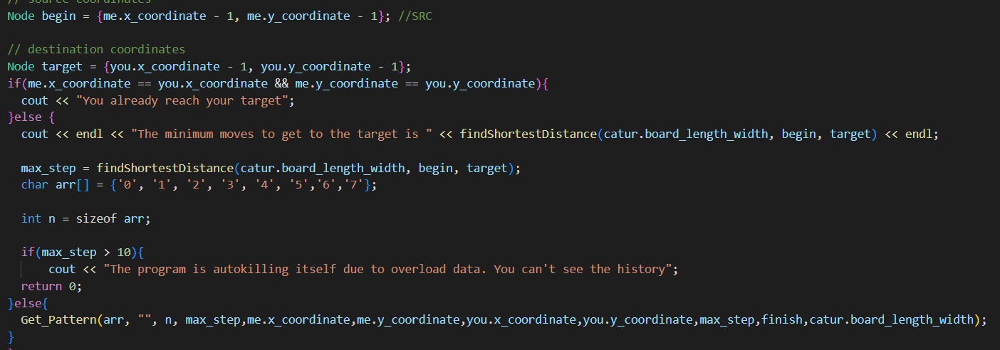 // source coordinates
Node begin = {me.x_coordinate - 1, me.y_coordinate - 1}; //SRC
// destination coordinates
Node target = {you.x_coordinate - 1, you.y_coordinate - 1};
if(me.x_coordinate == you.x_coordinate && me.y_coordinate == you.y_coordinate){
cout << "You already reach your target";
}else {
cout << endl << "The minimum moves to get to the target is " << findShortestDistance(catur.board_length_width, begin, target) << endl;
max_step = findShortestDistance(catur.board_length_width, begin, target);
char arr[] = {'0', '1', '2', '3', '4', '5','6','7'};
int n = sizeof arr;
if(max_step > 10){
cout << "The program is autokilling itself due to overload data. You can't see the history";
return 0;
}else{
Get_Pattern(arr, "", n, max_step,me.x_coordinate,me.y_coordinate,you.x_coordinate,you.y_coordinate,max_step,finish,catur.board_length_width);
}